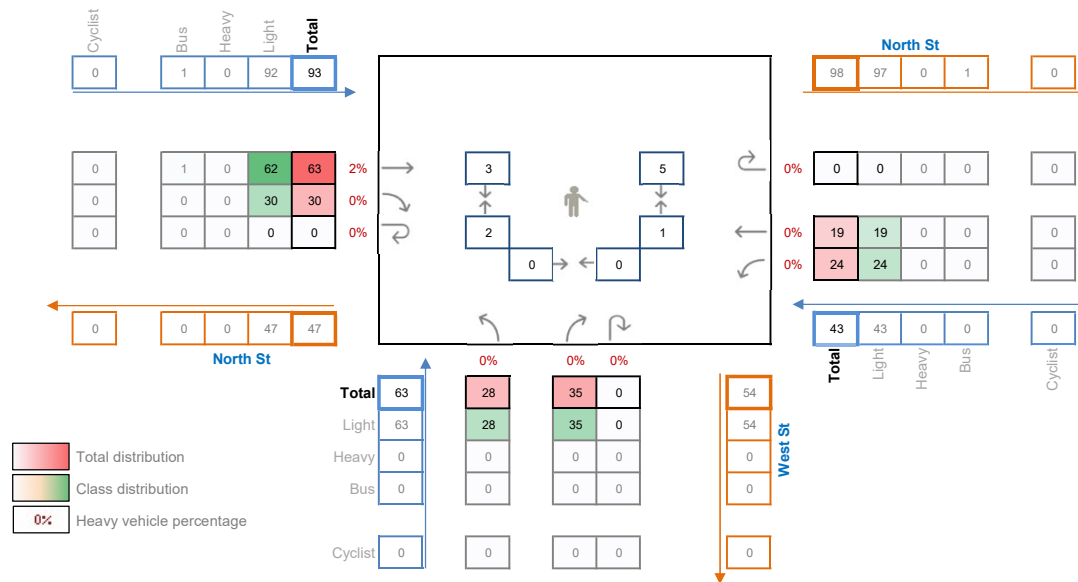 Cyclist Bus Heavy Light Total
North St
0 1 0 92 93
98 97 0 1 0
0 1 0 62 63 2%
3 5
0% 0 0 0 0 0
0 0 0 30 30 0%
0 0 0 0 0 0%
2 1
0% 19 19 0 0 0
0% 24 24 0 0 0
0 0
0 0 0 47 47
43 43 0 0 0
North St
Total Light Heavy Bus Cyclist
0% 0% 0%
Total 63 28 35 0 54
Light 63 28 35 0 54
Heavy 0 0 0 0 0
Bus 0 0 0 0 0
West St
Total distribution
Class distribution
0% Heavy vehicle percentage
Cyclist 0 0 0 0 0